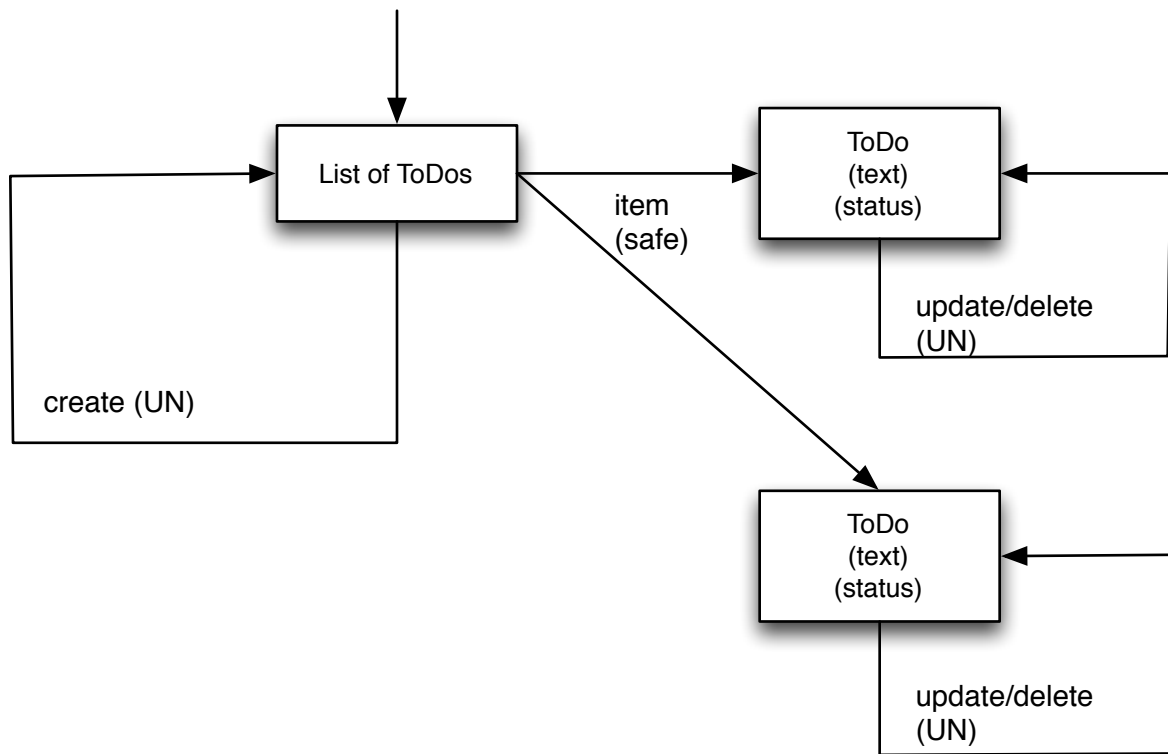 List of ToDos
item
(safe)
ToDo
(text)
(status)
update/delete
(UN)
create (UN)
ToDo
(text)
(status)
update/delete
(UN)